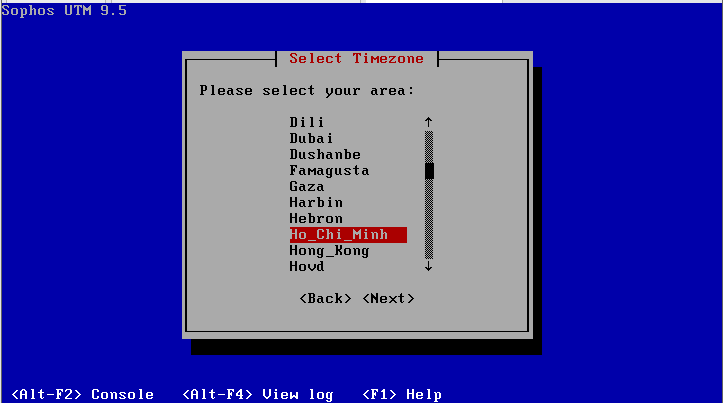 Sophos UTM 9.5
Select Timezone
Please select your area:
Dili
Dubai
Dushanbe
Famagusta
Gaza
Harbin
Hebron
Ho_Chi_Minh
Hong_Kong
Hovd
<Back> <Next>
<Alt-F2> Console <Alt-F4> View log <F1> Help